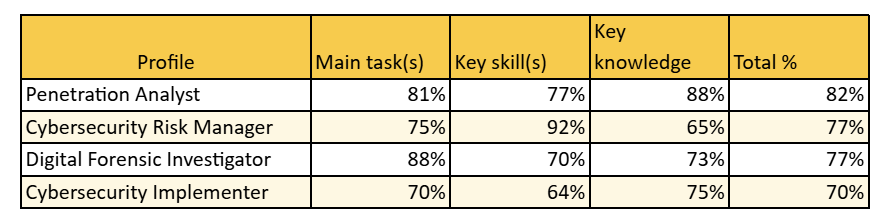 Key
Profile Main task(s) Key skill(s) knowledge Total %
Penetration Analyst 81% 77% 88% 82%
Cybersecurity Risk Manager 75% 92% 65% 77%
Digital Forensic Investigator 88% 70% 73% 77%
Cybersecurity Implementer 70% 64% 75% 70%